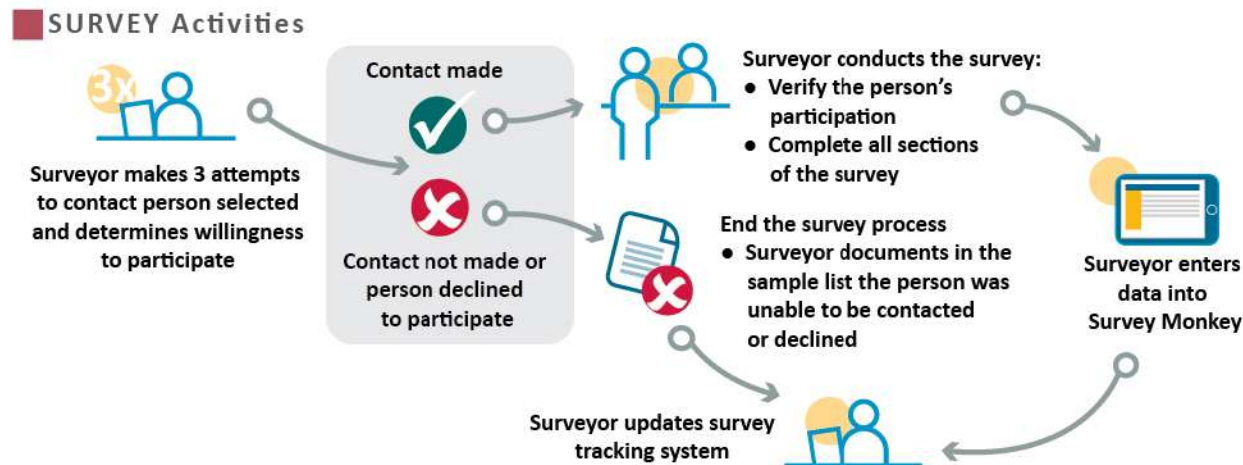 SURVEY Activities
3x
Surveyor makes 3 attempts
to contact person selected
and determines willingness
to participate
Contact made
Contact not made or
person declined
to participate
Surveyor conducts the survey:
● Verify the person's
participation
● Complete all sections
of the survey
End the survey process
● Surveyor documents in the
sample list the person was
unable to be contacted
or declined
Surveyor enters
data into
Survey Monkey
Surveyor updates survey
tracking system